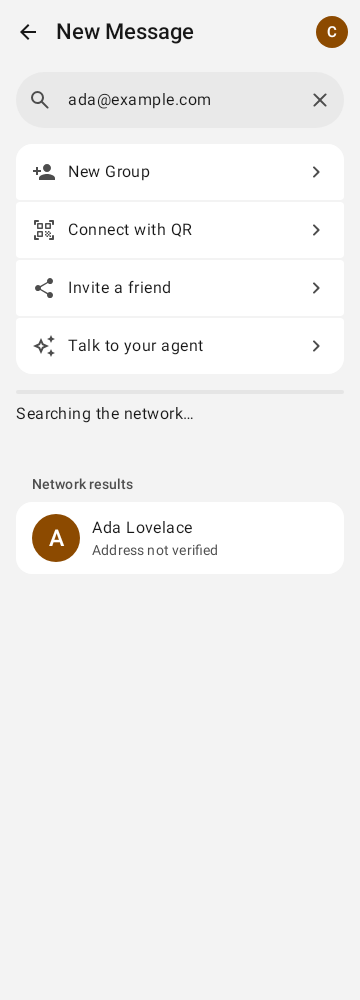 New Message
C
ada@example.com
New Group
Connect with QR
Invite a friend
Talk to your agent
Searching the network…
Network results
A
Ada Lovelace
Address not verified